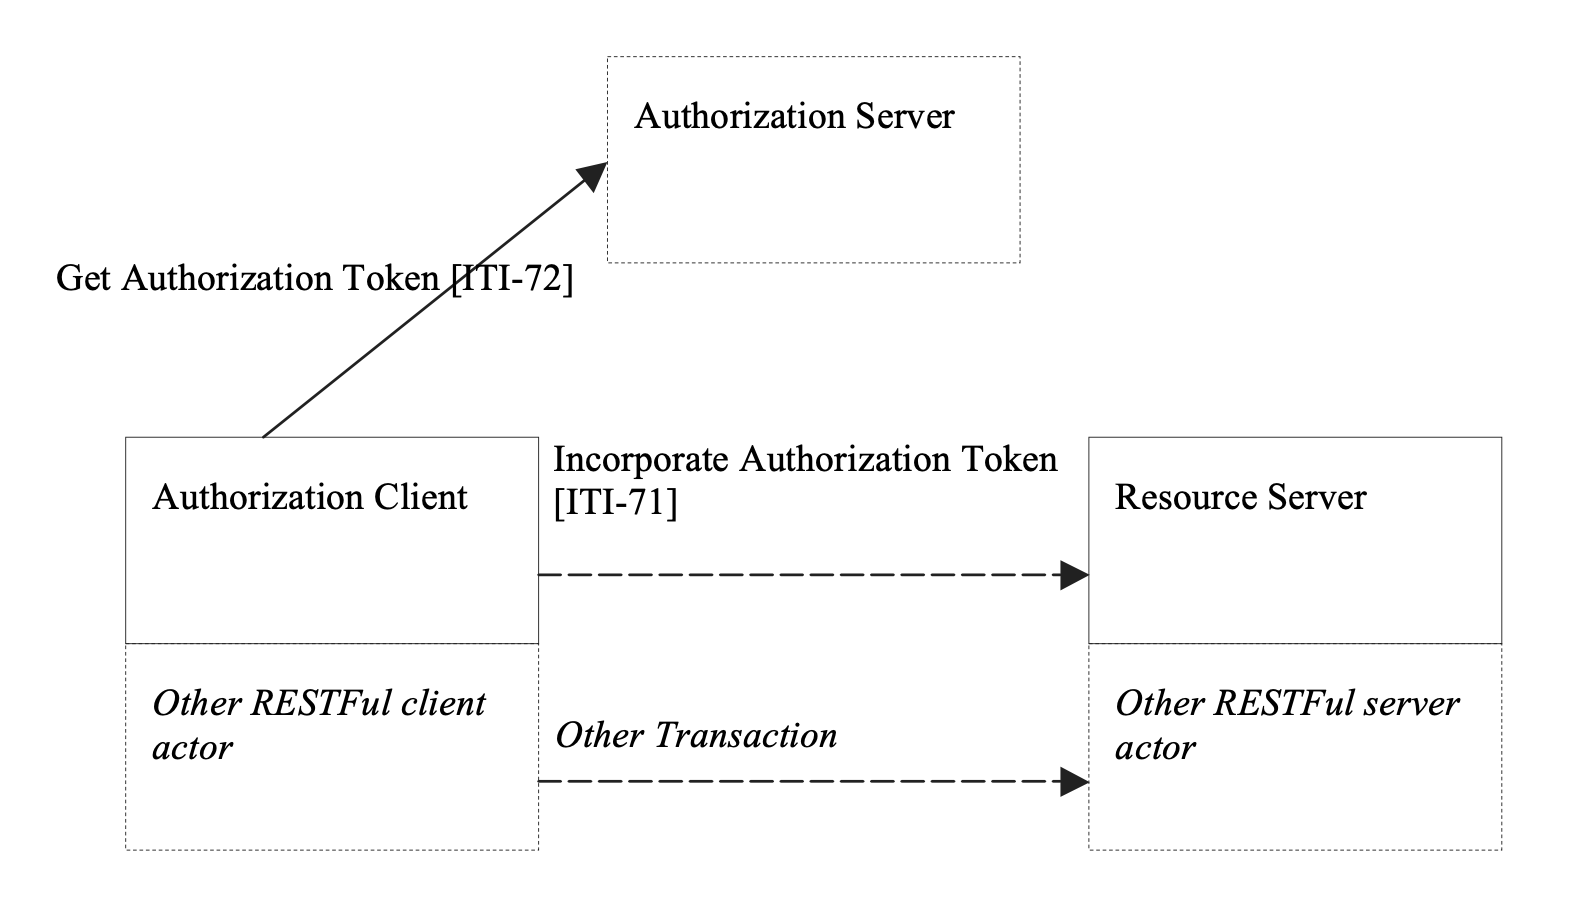 Authorization Server
Get Authorization Token [ITI-72]
Incorporate Authorization Token
[ITI-71]
Authorization Client
Resource Server
Other RESTFul client
actor
Other Transaction
Other RESTFul server
actor